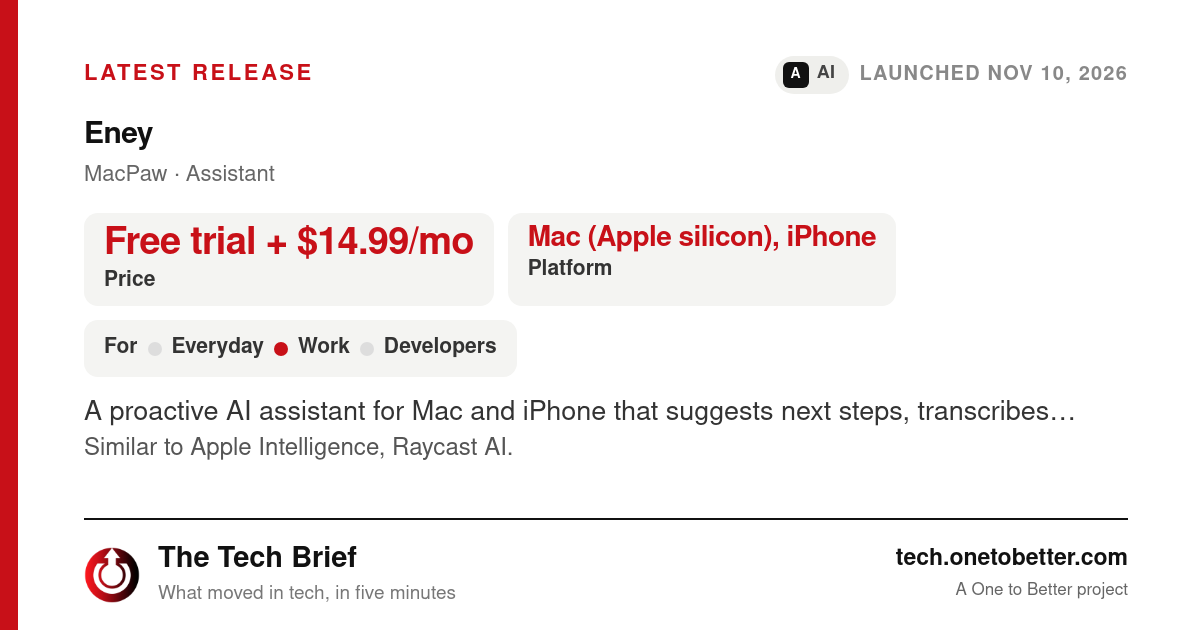 LATEST RELEASE
A AI LAUNCHED NOV 10, 2026
Eney
MacPaw · Assistant
Free trial + $14.99/mo
Price
Mac (Apple silicon), iPhone
Platform
For Everyday Work Developers
A proactive AI assistant for Mac and iPhone that suggests next steps, transcribes…
Similar to Apple Intelligence, Raycast AI.
The Tech Brief
What moved in tech, in five minutes
tech.onetobetter.com
A One to Better project